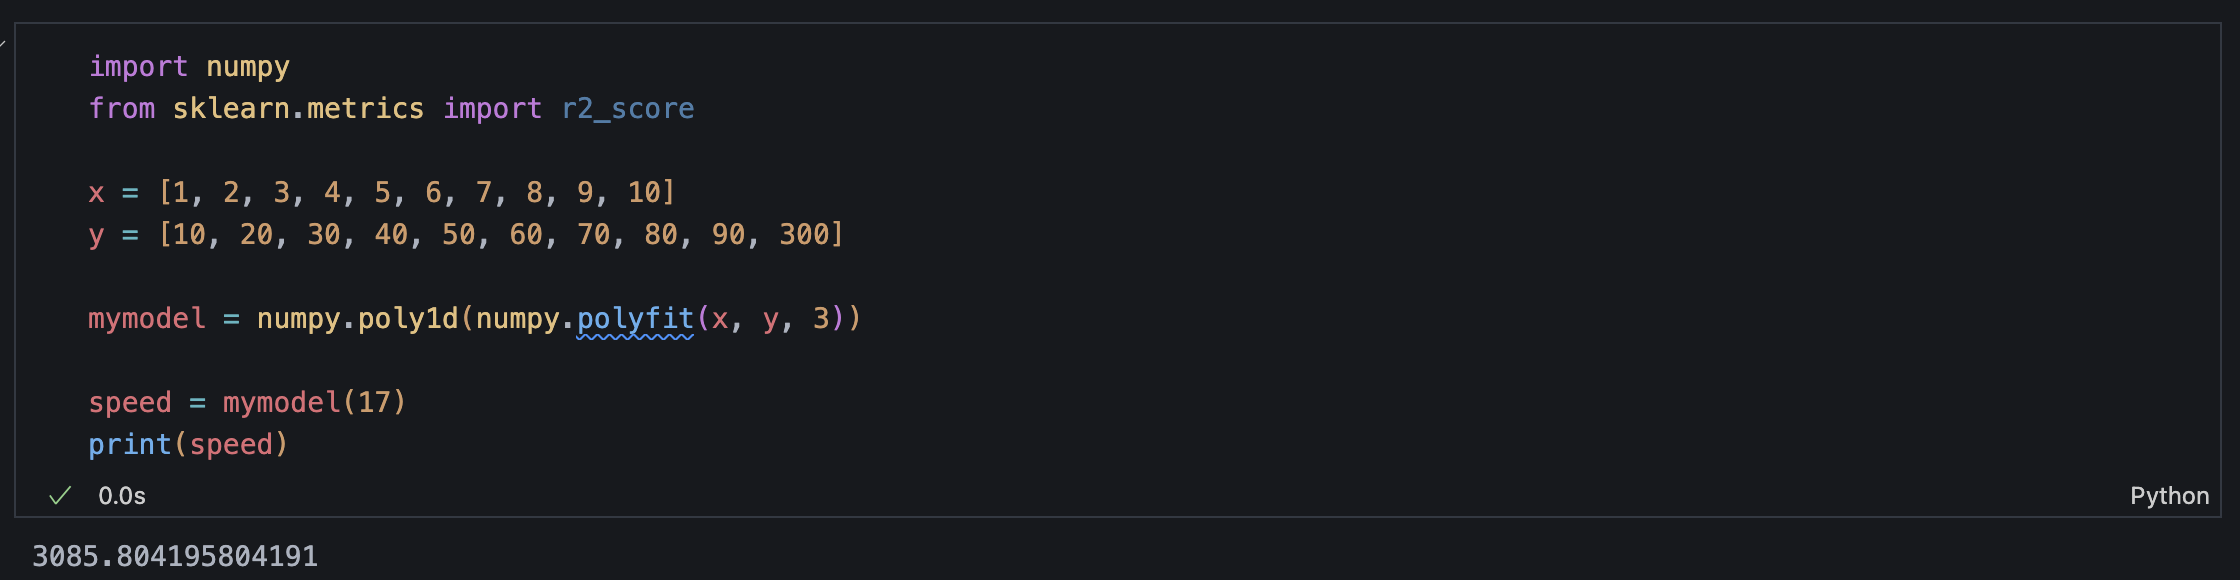 import numpy
from sklearn.metrics import r2_score
x = [1, 2, 3, 4, 5, 6, 7, 8, 9, 10]
y = [10, 20, 30, 40, 50, 60, 70, 80, 90, 300]
mymodel = numpy.poly1d(numpy.polyfit(x, y, 3))
speed = mymodel(17)
print(speed)
0.0s
Python
3085.804195804191